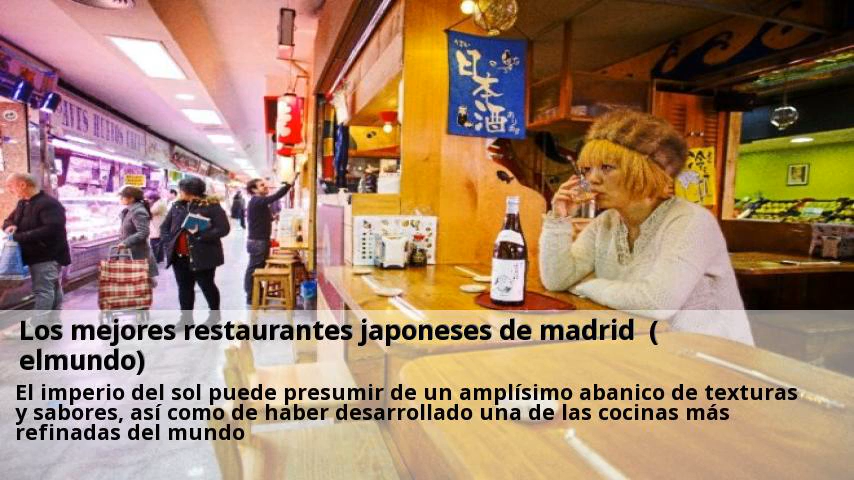 AVES HUEVOS CAZA
日本酒
Los mejores restaurantes japoneses de madrid (
elmundo)
El imperio del sol puede presumir de un amplísimo abanico de texturas
y sabores, así como de haber desarrollado una de las cocinas más
refinadas del mundo